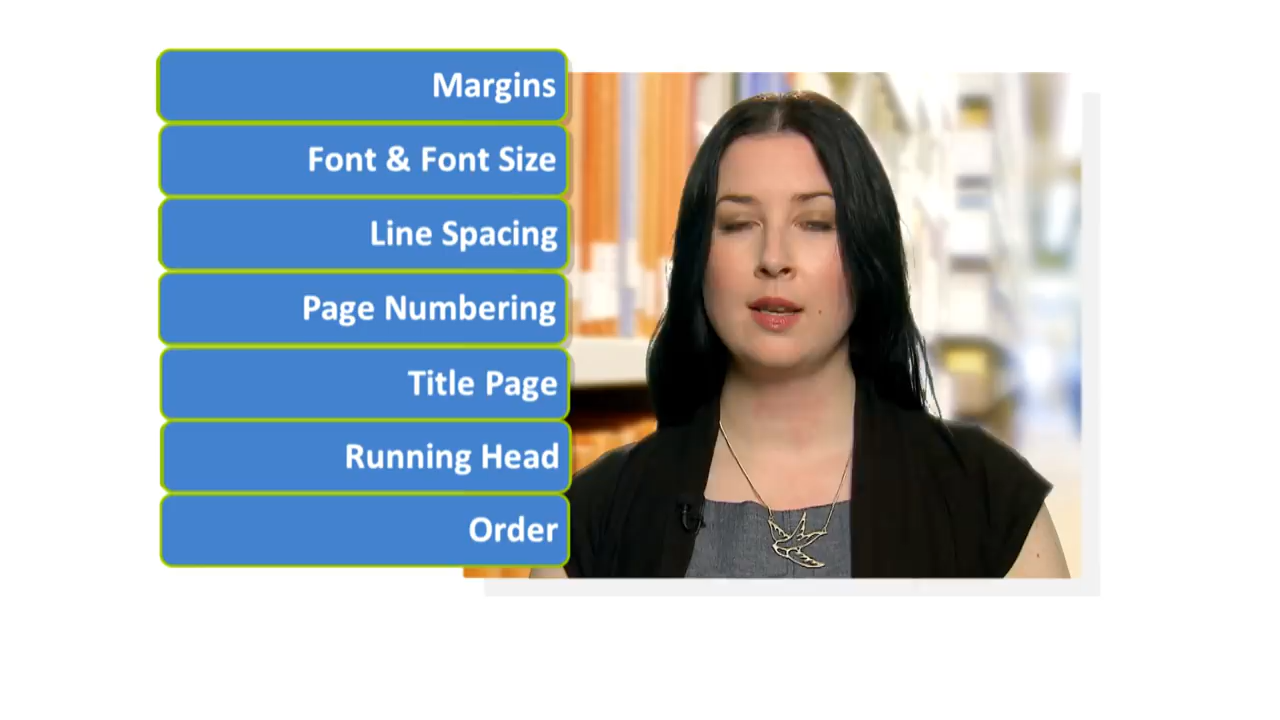 Margins
Font & Font Size
Line Spacing
Page Numbering
Title Page
Running Head
Order